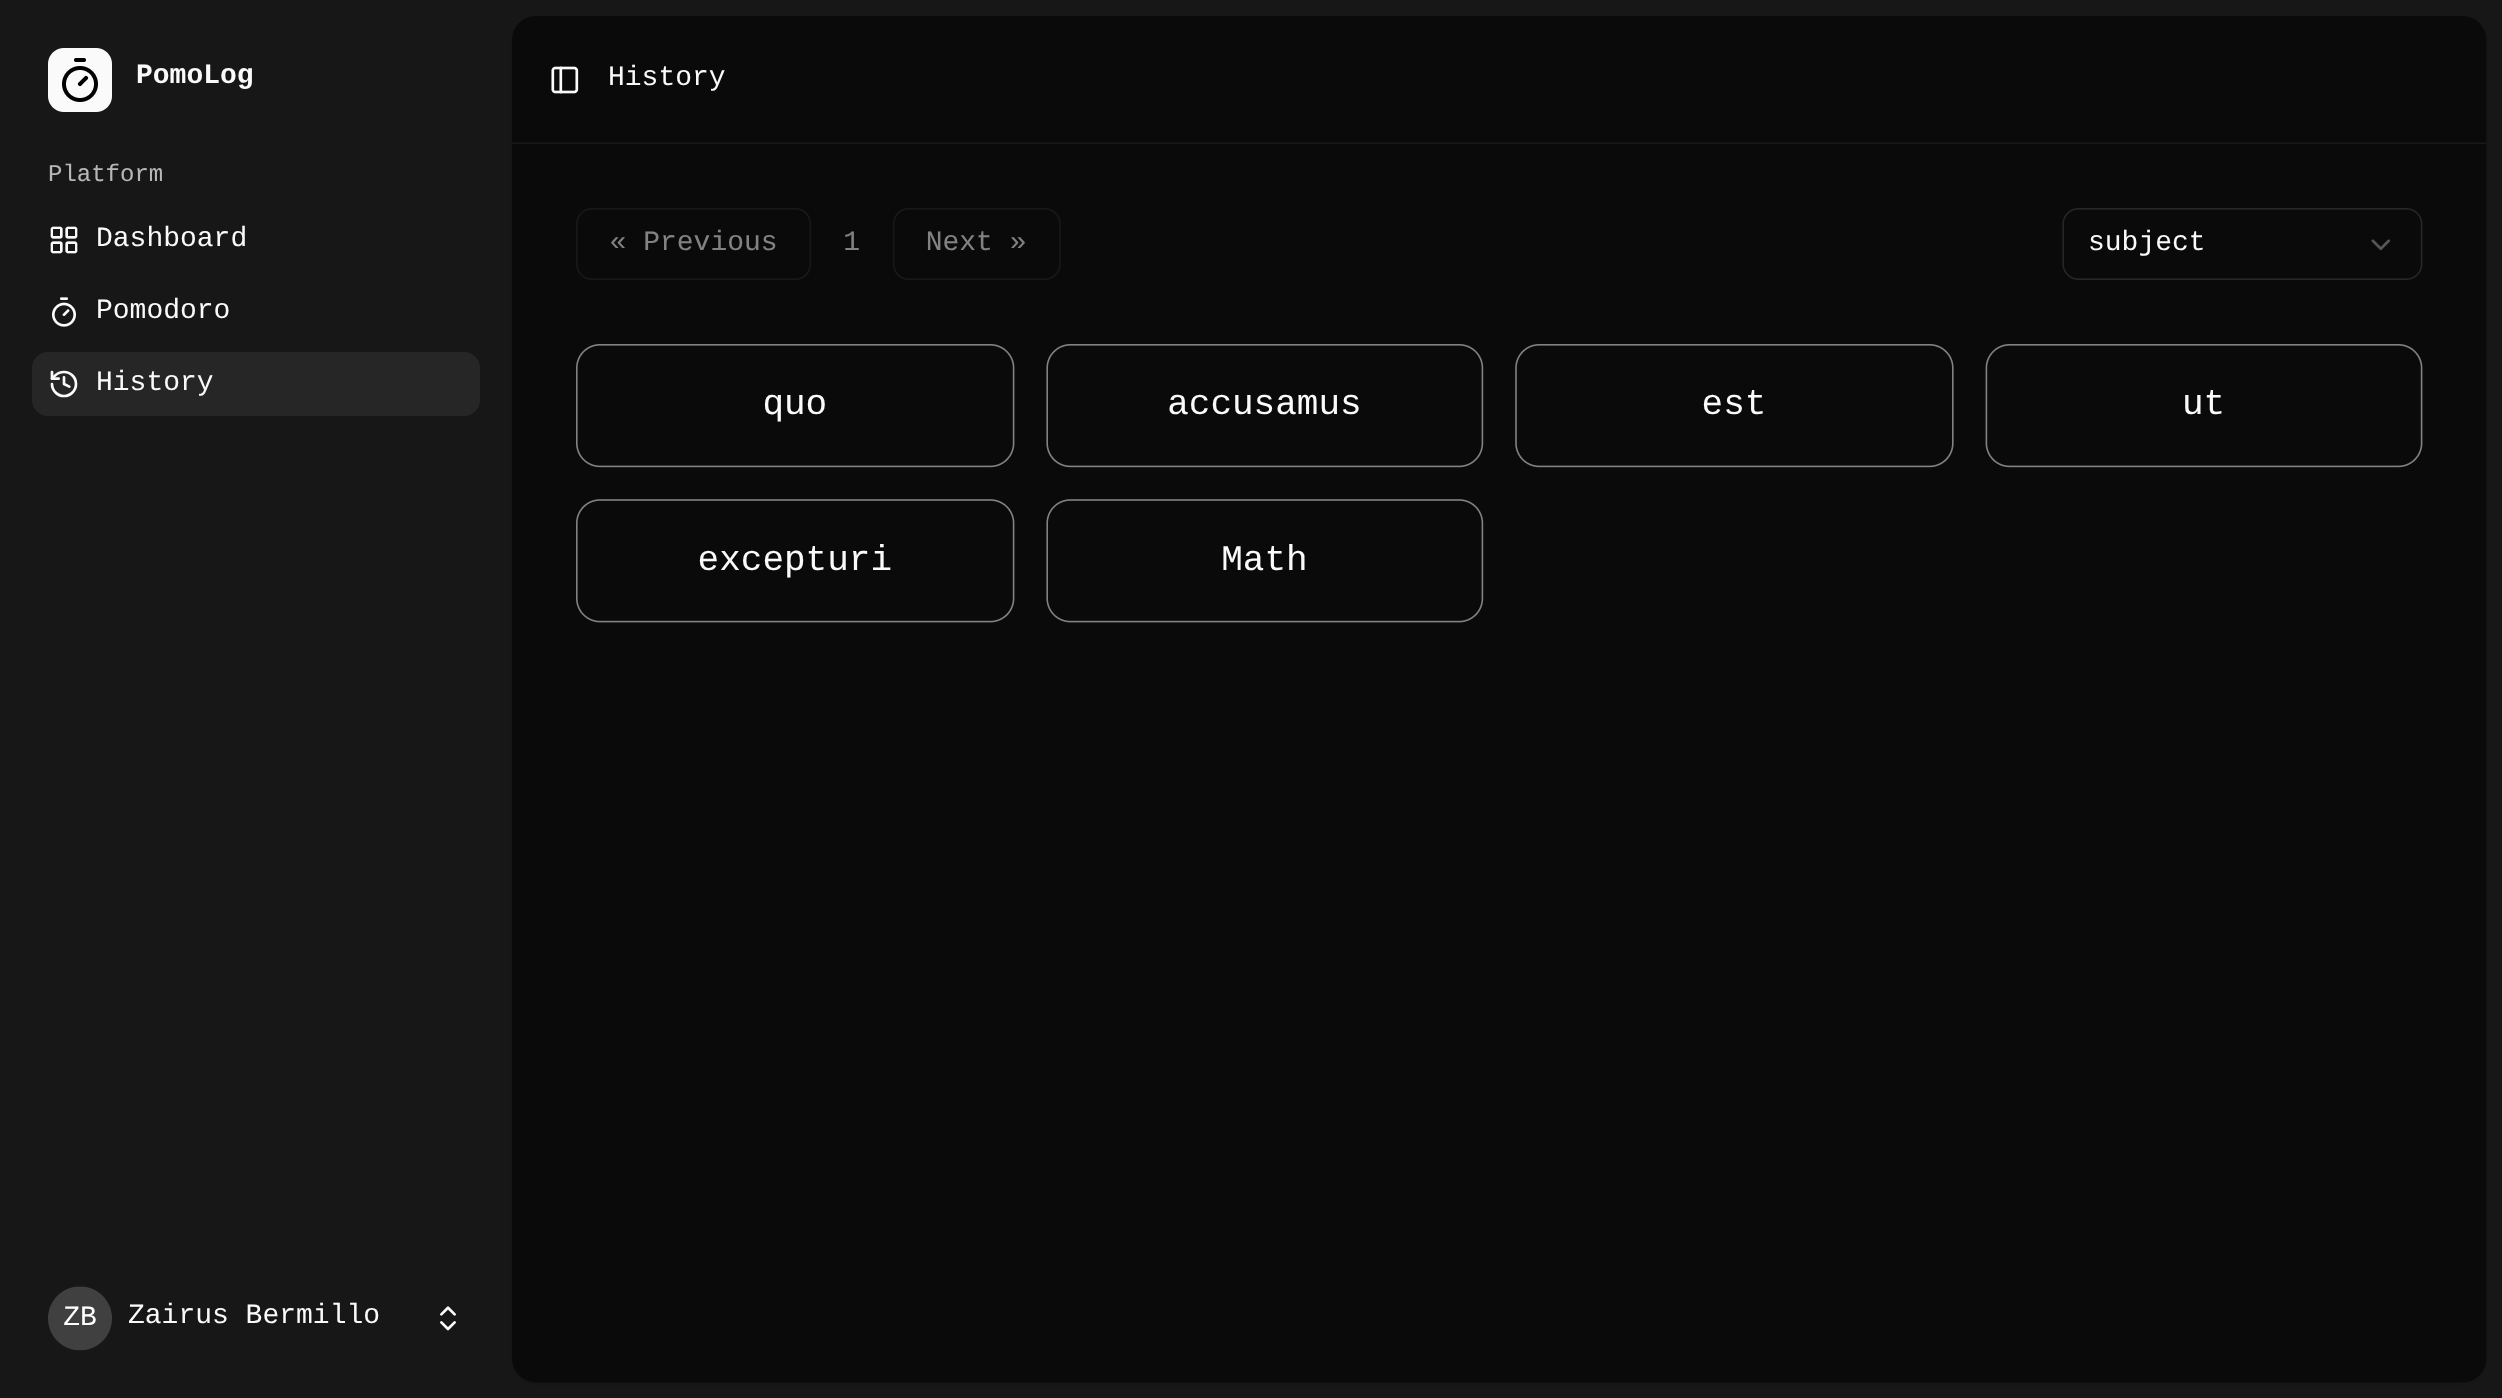 PomoLog
Platform
Dashboard
Pomodoro
History
ZB Zairus Bermillo
History
« Previous 1 Next » subject
quo accusamus est ut
excepturi Math